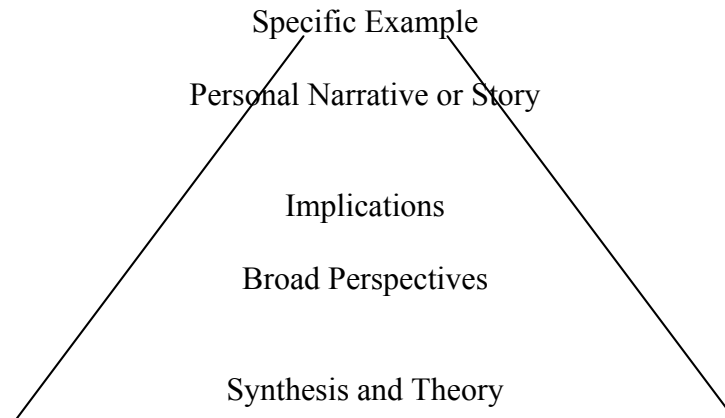 Specific Example
Personal Narrative or Story
Implications
Broad Perspectives
Synthesis and Theory